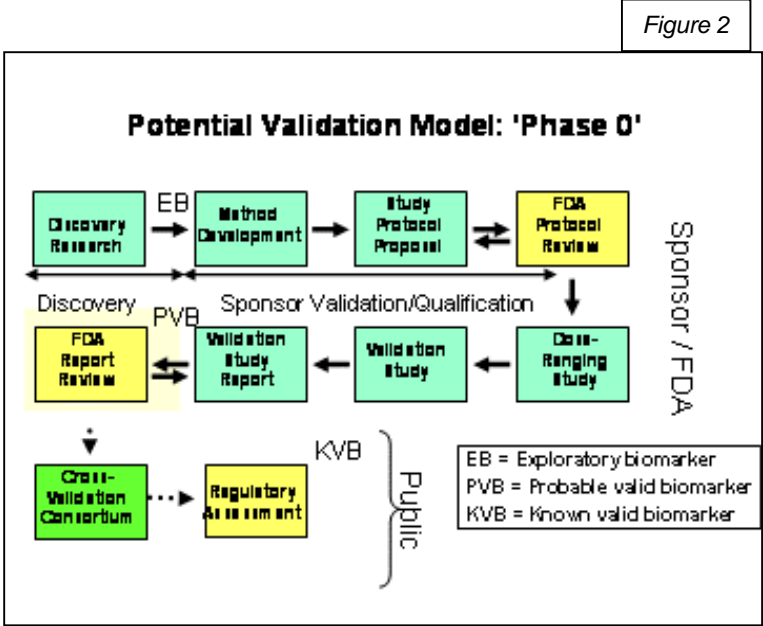 Figure 2
Potential Validation Model: 'Phase 0'
Discovery
Research
EB
Method
Development
Study
Protocol
Proposal
FDA
Protocol
Review
Sponsor / FDA
Discovery
Sponsor Validation/Qualification
FDA
Report
Review
PVB
Validation
Study
Report
Validation
Study
Dose-
Ranging
Study
Cross-
Validation
Consortium
Regulatory
Assessment
KVB
Public
EB = Exploratory biomarker
PVB = Probable valid biomarker
KVB = Known valid biomarker